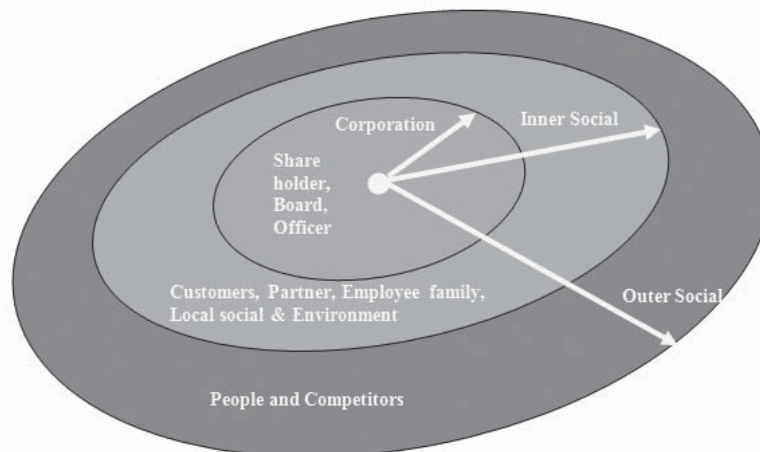 Corporation
Inner Social
Share
holder,
Board,
Officer
Customers, Partner, Employee family,
Local social & Environment
Outer Social
People and Competitors